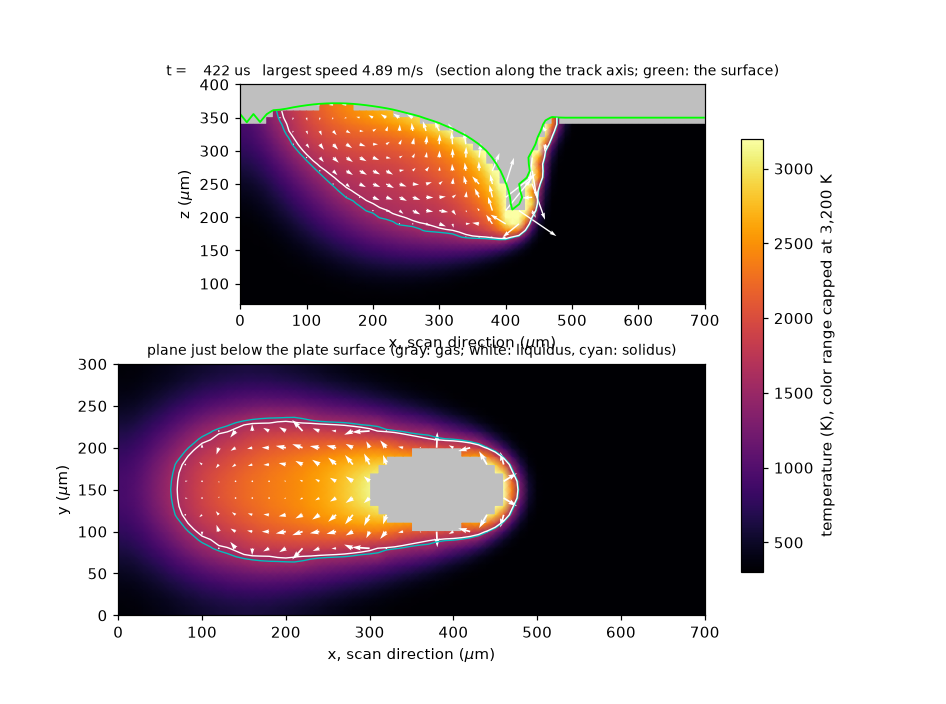 t =    422 us   largest speed 4.89 m/s   (section along the track axis; green: the surface)
400
350
300
250
200
150
100
z (μm)
0 100 200 300 400 500 600 700
x, scan direction (μm)
plane just below the plate surface (gray: gas; white: liquidus, cyan: solidus)
300
250
200
150
100
50
0
y (μm)
0 100 200 300 400 500 600 700
x, scan direction (μm)
3000
2500
2000
1500
1000
500
temperature (K), color range capped at 3,200 K